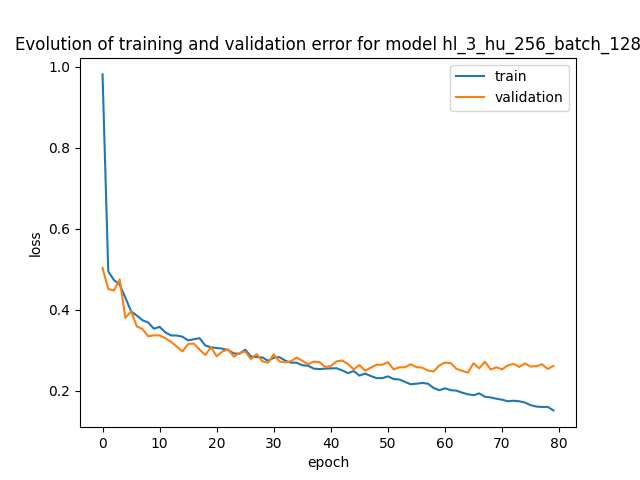 Evolution of training and validation error for model hl_3_hu_256_batch_128
1.0
0.8
0.6
0.4
0.2
loss
train
validation
0 10 20 30 40 50 60 70 80
epoch